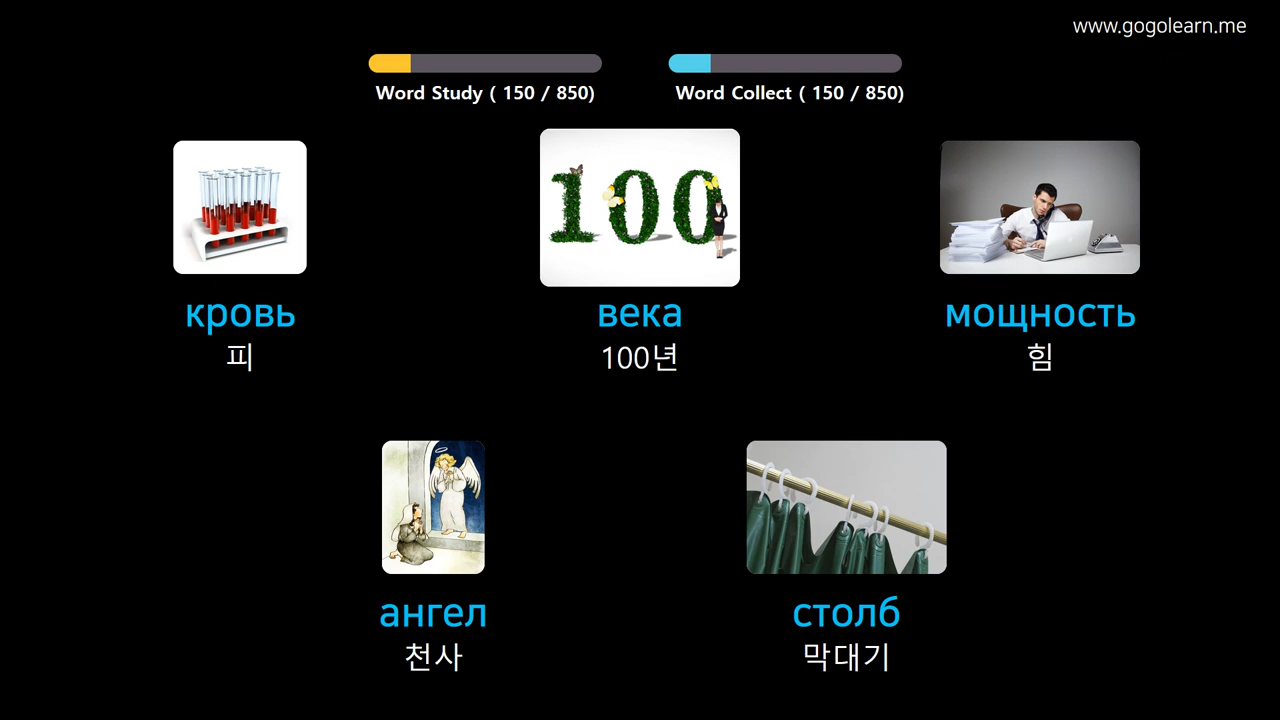 www.gogolearn.me
Word Study ( 150 / 850)
Word Collect ( 150 / 850)
100
кровь
века
мощность
피
100년
힘
ангел
столб
천사
막대기